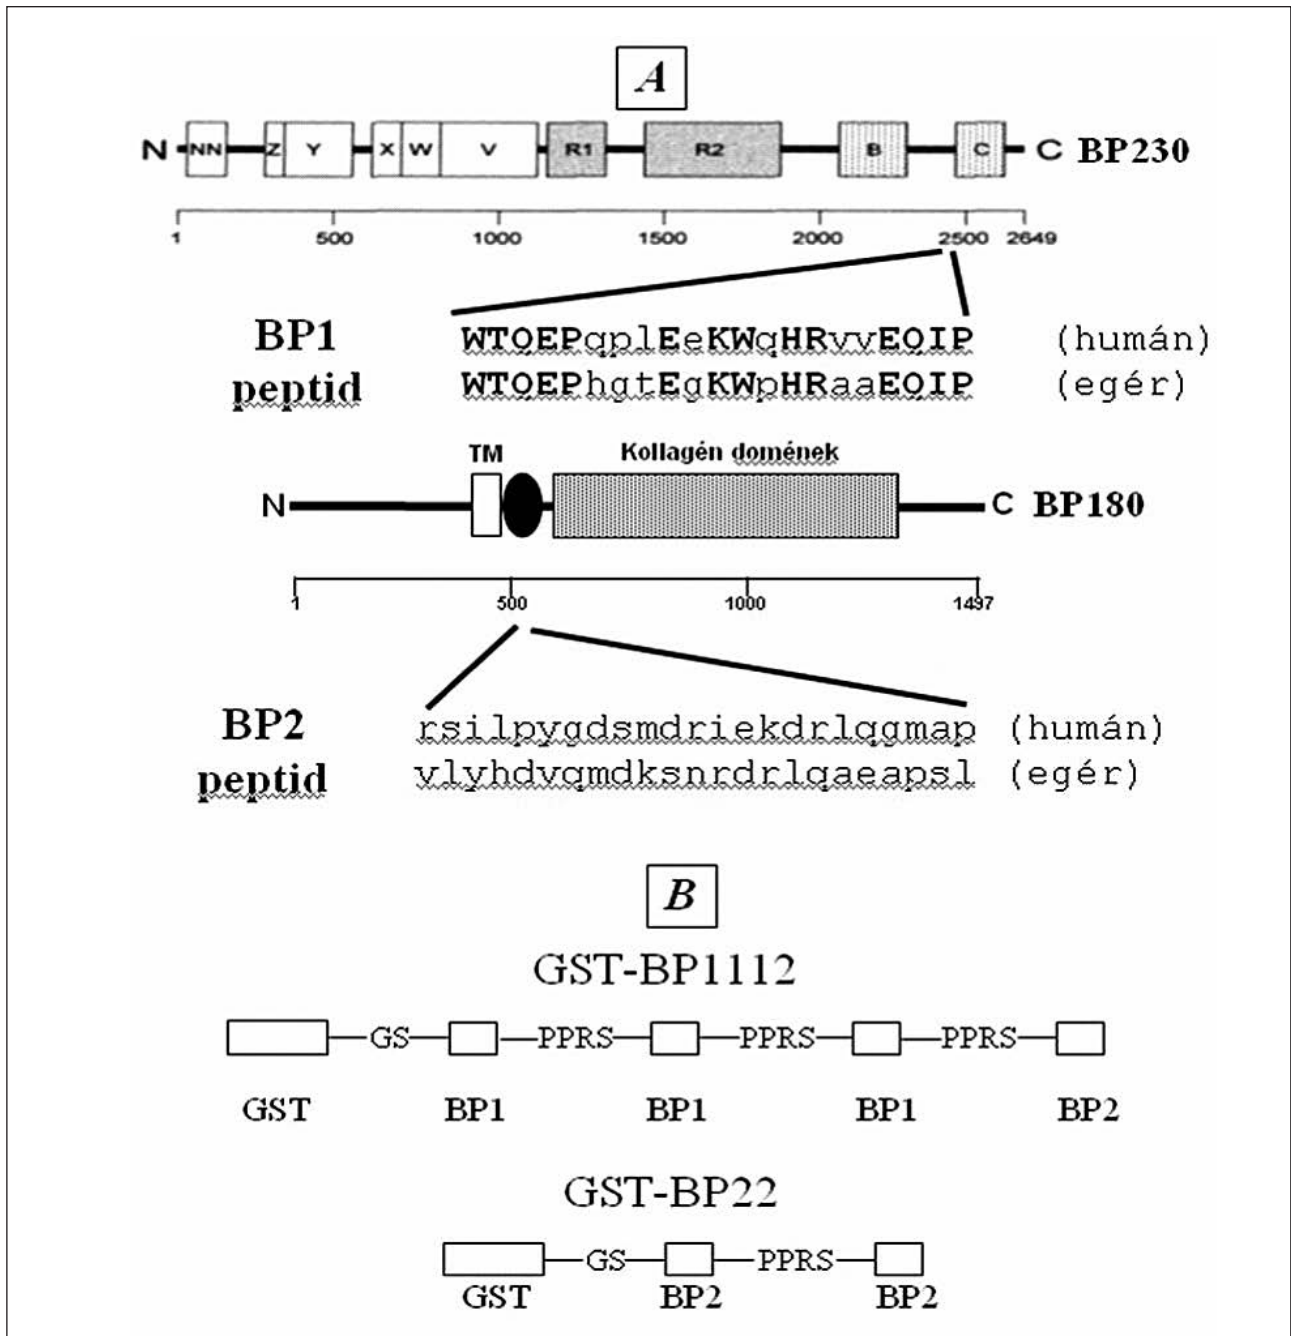 A
N NN Z Y X W V R1 R2 B C C BP230
1 500 1000 1500 2000 2500 2649
BP1 WTQEPqplEeKWqHRvvEQIP (humán)
peptid WTQEPhgtEgKWpHRaaEQIP (egér)
TM Kollagén domének
N C BP180
1 500 1000 1497
BP2 rsilpygdsmdriekdrlqgmap (humán)
peptid vlyhdvqmdksnrdrlqaeapsl (egér)
B
GST-BP1112
GS PPRS PPRS PPRS
GST BP1 BP1 BP1 BP2
GST-BP22
GS PPRS
GST BP2 BP2